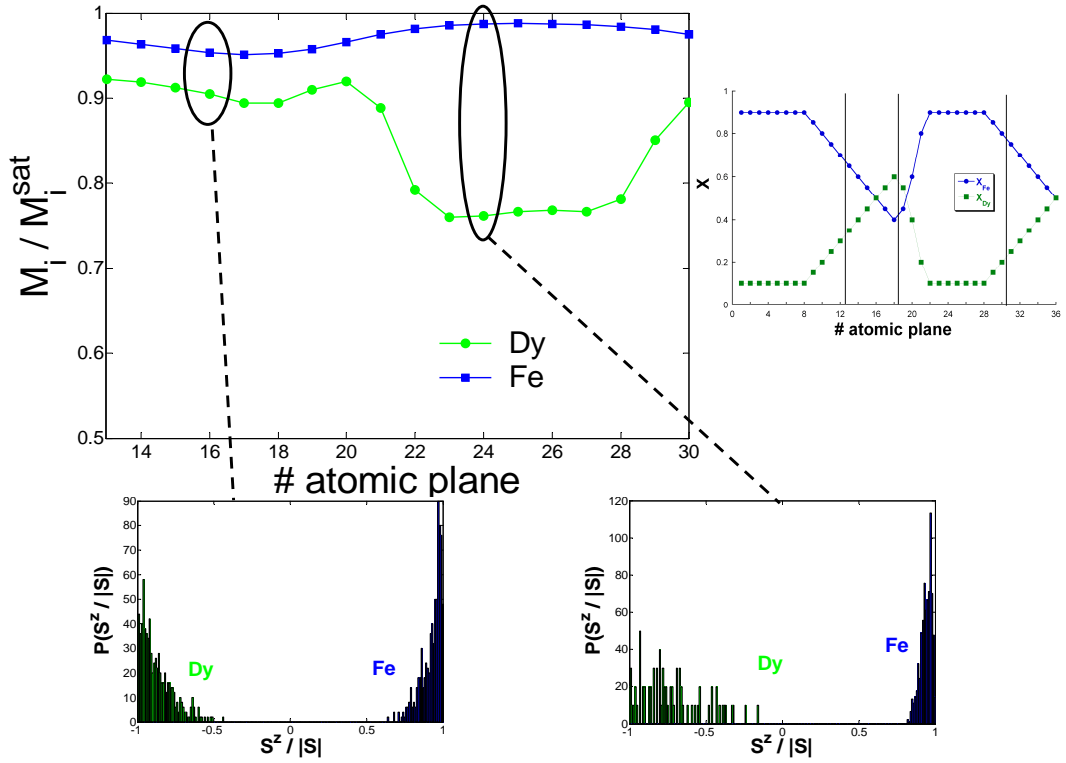 1
0.9
0.8
0.7
0.6
0.5
M_i / M_i^sat
14 16 18 20 22 24 26 28 30
# atomic plane
Dy
Fe
1
0.8
0.6
0.4
0.2
0
X
0 4 8 12 16 20 24 28 32 36
# atomic plane
X_Fe
X_Dy
90
80
70
60
50
40
30
20
10
0
P(S^z / |S|)
-1 -0.5 0 0.5 1
S^z / |S|
Dy
Fe
120
100
80
60
40
20
0
P(S^z / |S|)
-1 -0.5 0 0.5 1
S^z / |S|
Dy
Fe